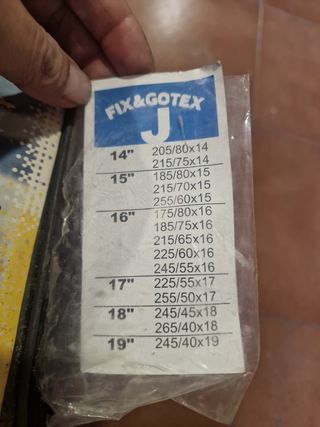 FIX&GOTEX
J
14" 205/80x14
215/75x14
15" 185/80x15
215/70x15
255/60x15
16" 175/80x16
185/75x16
215/65x16
225/60x16
245/55x16
17" 225/55x17
255/50x17
18" 245/45x18
265/40x18
19" 245/40x19